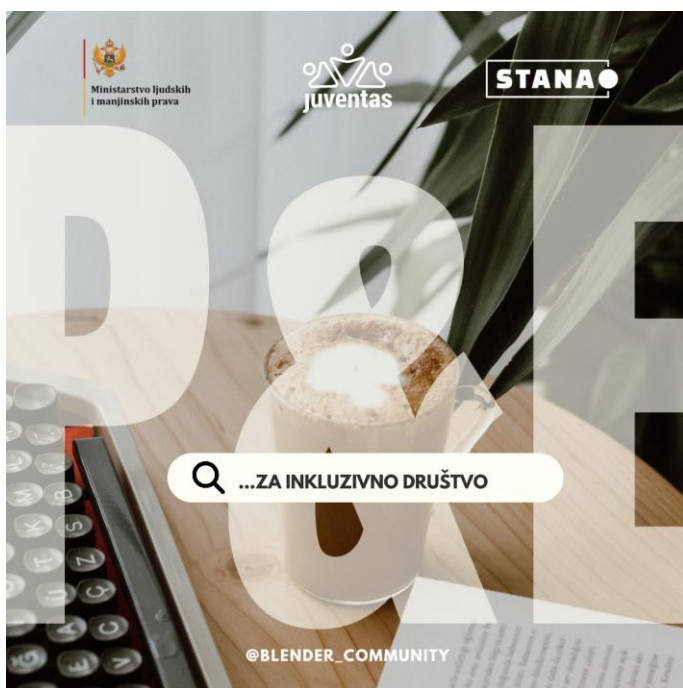 Ministarstvo ljudskih
i manjinskih prava
juventas
STANA
P&E
...ZA INKLUZIVNO DRUŠTVO
@BLENDER_COMMUNITY